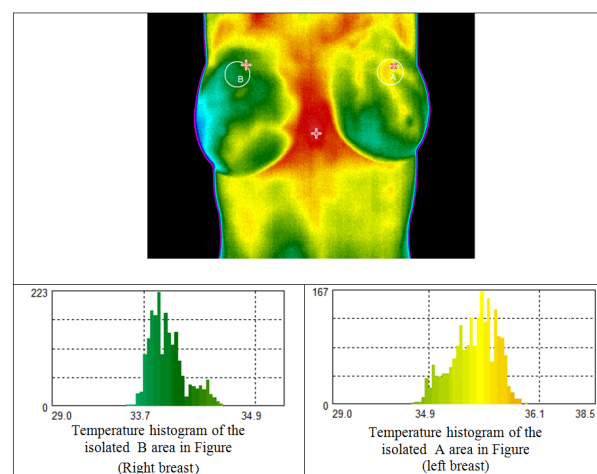 B
A
223
0
29.0 33.7 34.9
Temperature histogram of the
isolated B area in Figure
(Right breast)
167
0
29.0 34.9 36.1 38.5
Temperature histogram of the
isolated A area in Figure
(left breast)